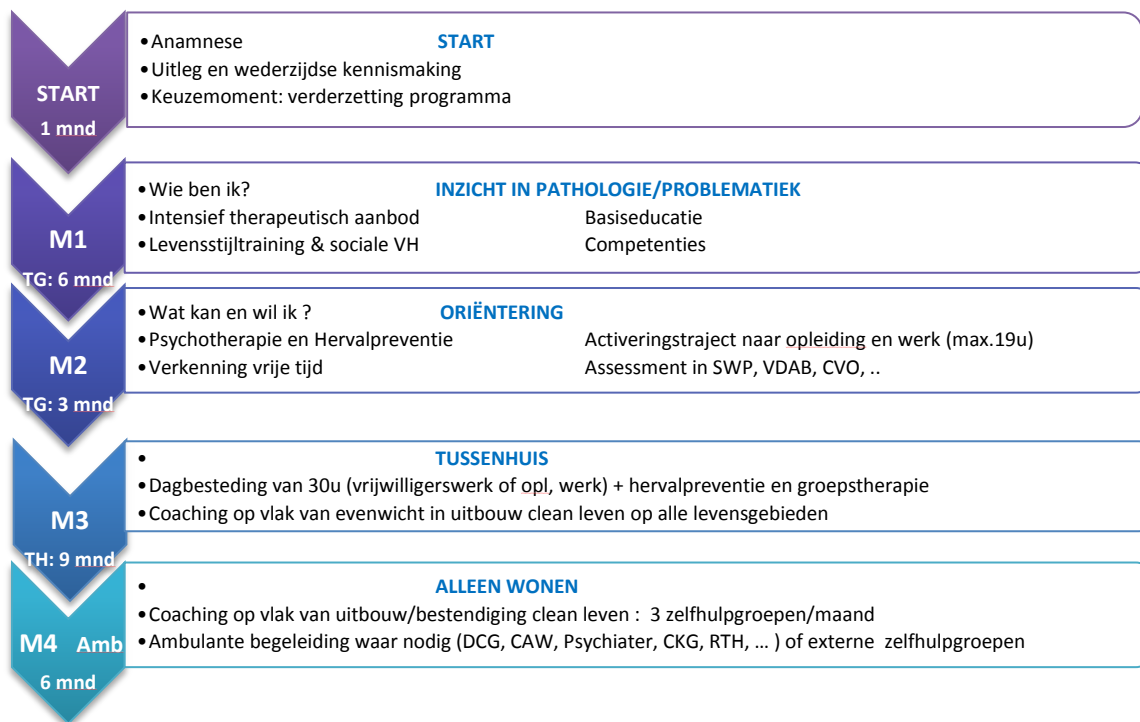 START
1 mnd
•Anamnese START
•Uitleg en wederzijdse kennismaking
•Keuzemoment: verderzetting programma
M1
TG: 6 mnd
•Wie ben ik? INZICHT IN PATHOLOGIE/PROBLEMATIEK
•Intensief therapeutisch aanbod Basiseducatie
•Levensstijltraining & sociale VH Competenties
M2
TG: 3 mnd
•Wat kan en wil ik ? ORIËNTERING
•Psychotherapie en Hervalpreventie Activeringstraject naar opleiding en werk (max.19u)
•Verkenning vrije tijd Assessment in SWP, VDAB, CVO, ..
M3
TH: 9 mnd
• TUSSENHUIS
•Dagbesteding van 30u (vrijwilligerswerk of opl, werk) + hervalpreventie en groepstherapie
•Coaching op vlak van evenwicht in uitbouw clean leven op alle levensgebieden
M4 Amb
6 mnd
• ALLEEN WONEN
•Coaching op vlak van uitbouw/bestendiging clean leven : 3 zelfhulpgroepen/maand
•Ambulante begeleiding waar nodig (DCG, CAW, Psychiater, CKG, RTH, … ) of externe zelfhulpgroepen